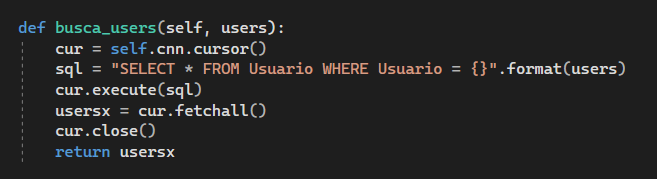 def busca_users(self, users):
    cur = self.cnn.cursor()
    sql = "SELECT * FROM Usuario WHERE Usuario = {}".format(users)
    cur.execute(sql)
    usersx = cur.fetchall()
    cur.close()
    return usersx